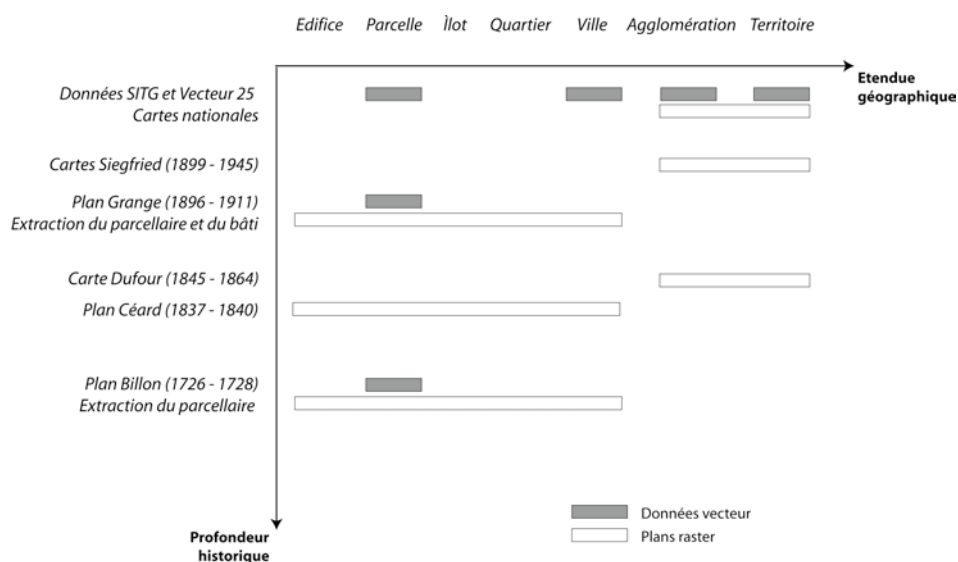 Edifice Parcelle Ìlot Quartier Ville Agglomération Territoire
Etendue
géographique
Données SITG et Vecteur 25
Cartes nationales
Cartes Siegfried (1899 - 1945)
Plan Grange (1896 - 1911)
Extraction du parcellaire et du bâti
Carte Dufour (1845 - 1864)
Plan Céard (1837 - 1840)
Plan Billon (1726 - 1728)
Extraction du parcellaire
Données vecteur
Plans raster
Profondeur
historique